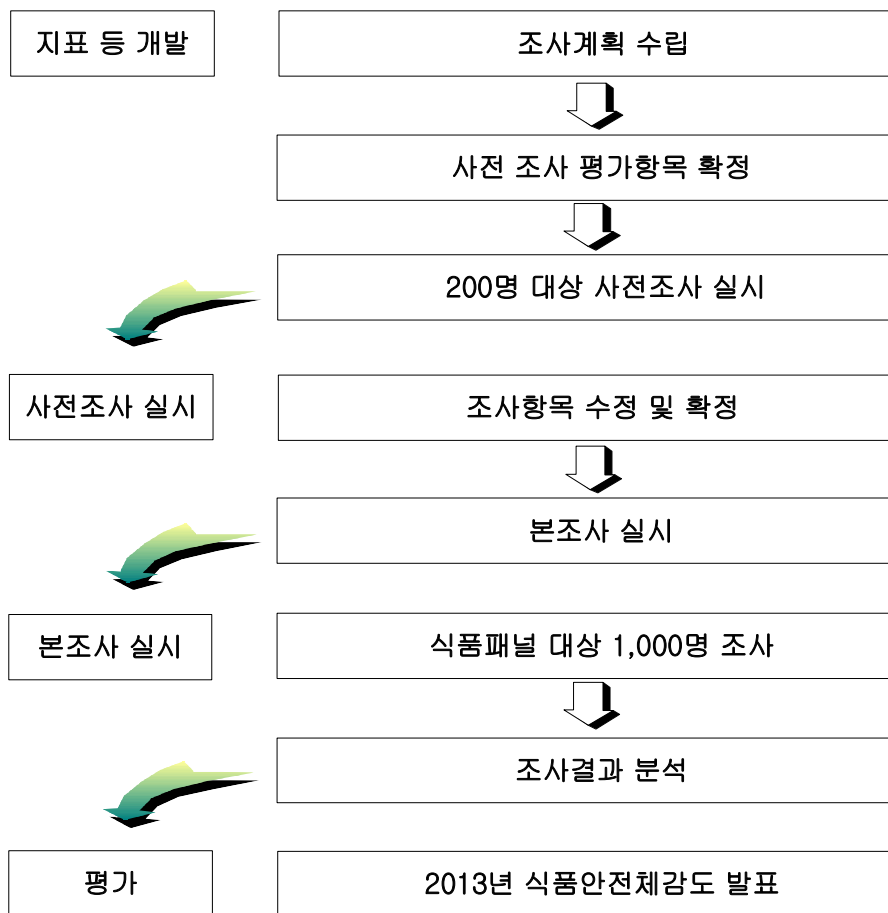 지표 등 개발
조사계획 수립
사전 조사 평가항목 확정
200명 대상 사전조사 실시
사전조사 실시
조사항목 수정 및 확정
본조사 실시
본조사 실시
식품패널 대상 1,000명 조사
조사결과 분석
평가
2013년 식품안전체감도 발표